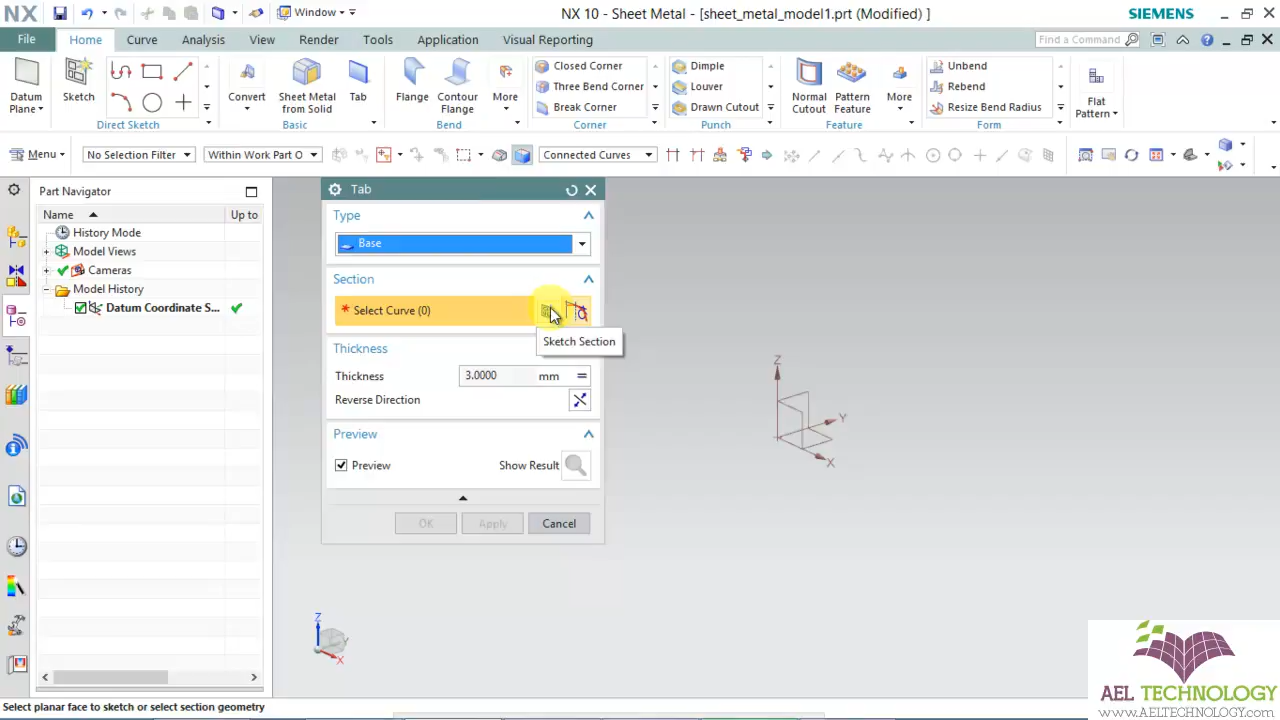 NX
Window
NX 10 - Sheet Metal - [sheet_metal_model1.prt (Modified) ]
SIEMENS
File
Home
Curve
Analysis
View
Render
Tools
Application
Visual Reporting
Find a Command
Datum
Plane
Sketch
Direct Sketch
Convert
Sheet Metal
from Solid
Tab
Basic
Flange
Contour
Flange
More
Bend
Closed Corner
Three Bend Corner
Break Corner
Corner
Dimple
Louver
Drawn Cutout
Punch
Normal
Cutout
Pattern
Feature
More
Feature
Unbend
Rebend
Resize Bend Radius
Form
Flat
Pattern
Menu
No Selection Filter
Within Work Part O
Connected Curves
Part Navigator
Name
Up to
History Mode
Model Views
Cameras
Model History
Datum Coordinate S...
Tab
Type
Base
Section
* Select Curve (0)
Sketch Section
Thickness
Thickness
3.0000
mm
=
Reverse Direction
Preview
Preview
Show Result
OK
Apply
Cancel
Z
Y
X
Z
Y
X
Select planar face to sketch or select section geometry
AEL TECHNOLOGY
www.AELTECHNOLOGY.com